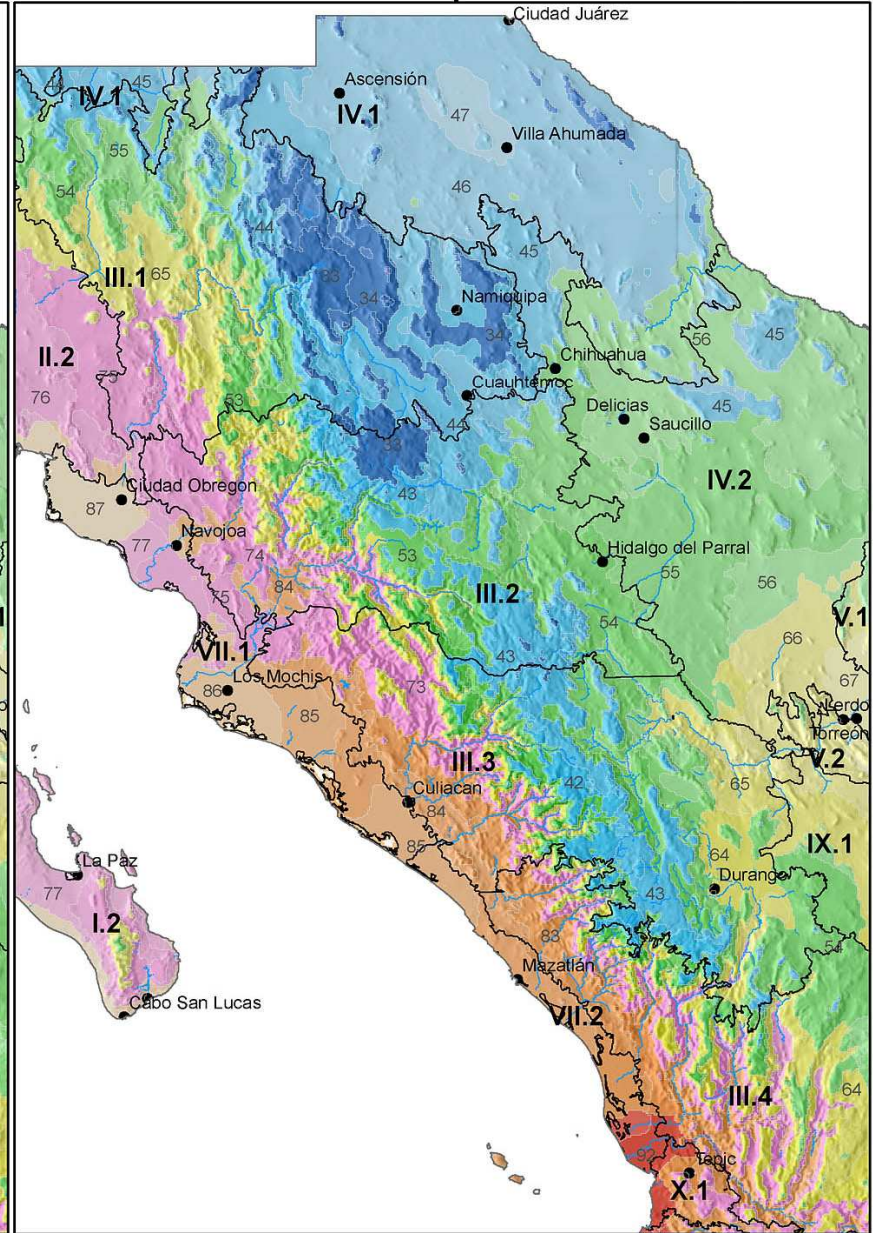 Ciudad Juárez
44
45
IV.1
Ascensión
IV.1
47
Villa Ahumada
55
54
46
44
45
III.1
65
35
34
Namiquipa
34
56
45
II.2
Chihuahua
75
76
53
Cuauhtémoc
44
45
Delicias
Saucillo
33
IV.2
43
Ciudad Obregon
87
Navojoa
77
74
53
Hidalgo del Parral
84
55
56
75
III.2
54
V.1
66
VII.1
43
67
Los Mochis
86
73
85
Lerdo
Torreón
V.2
III.3
42
65
Culiacan
84
85
IX.1
64
La Paz
77
Durango
43
I.2
83
54
Mazatlán
Cabo San Lucas
VII.2
III.4
64
92
Tepic
X.1